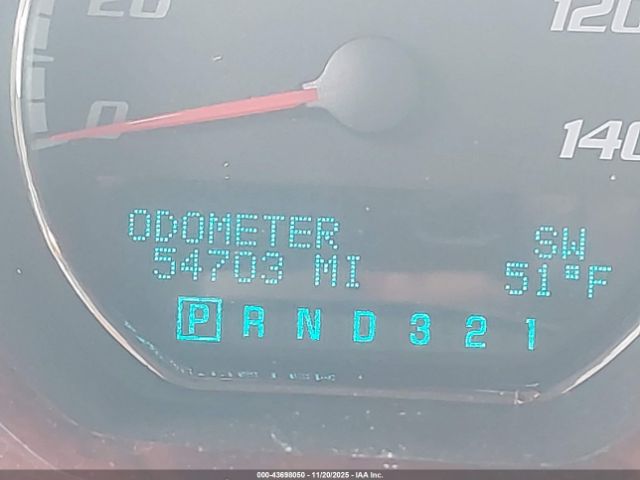 20
120
0
140
ODOMETER SW
54703 MI 51°F
P R N D 3 2 1
000-43698050 - 11/20/2025 - IAA Inc.